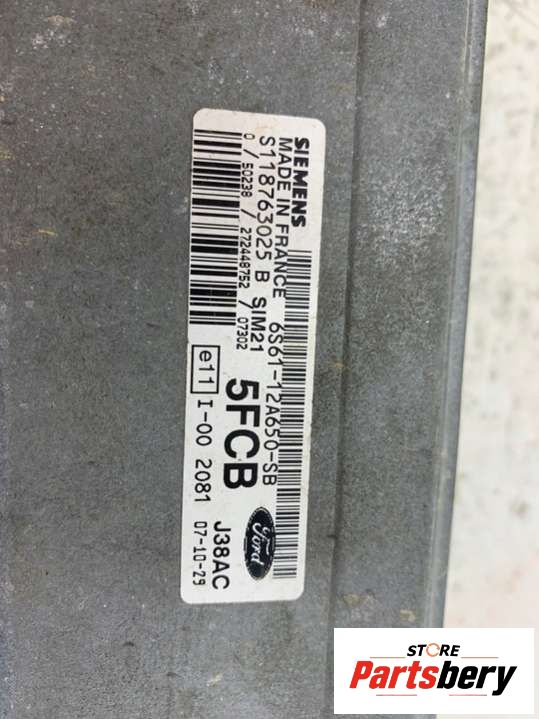 SIEMENS
MADE IN FRANCE 6S61-12A650-SB
S118763025 B SIM21 5FCB Ford
0 / 50238 / 272448752 / 07302
e11 I-00 2081 J38AC
07-10-29
STORE
Partsbery